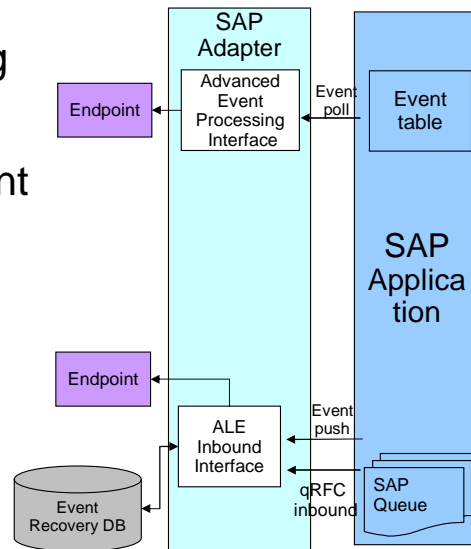 g
nt
SAP
Adapter
Advanced
Event
Processing
Interface
Endpoint
Event
poll
Event
table
SAP
Applica
tion
Endpoint
ALE
Inbound
Interface
Event
push
qRFC
inbound
SAP
Queue
Event
Recovery DB